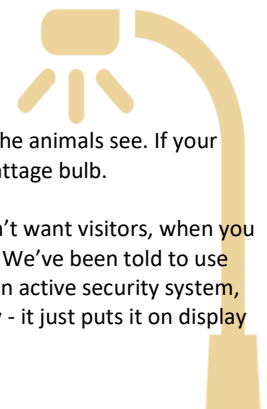 he animals see. If your
attage bulb.
n't want visitors, when you
We've been told to use
n active security system,
- it just puts it on display